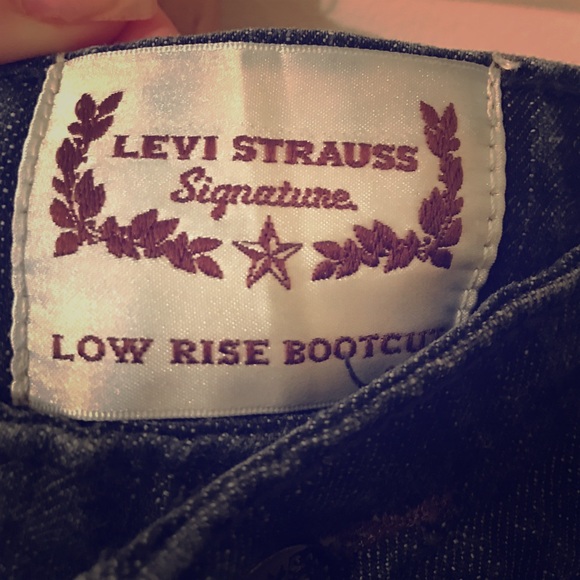 LEVI STRAUSS
Signature
LOW RISE BOOTCUT